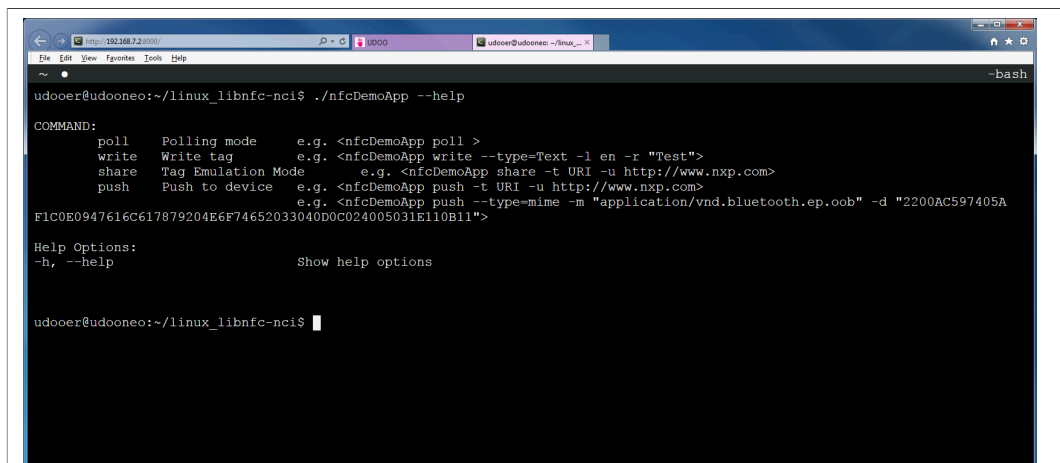 http://192.168.7.2:8000/
UDOO
udooer@udooneo: ~/linux_...
File Edit View Favorites Tools Help
~ -bash
udooer@udooneo:~/linux_libnfc-nci$ ./nfcDemoApp --help
COMMAND:
poll Polling mode e.g. <nfcDemoApp poll >
write Write tag e.g. <nfcDemoApp write --type=Text -l en -r "Test">
share Tag Emulation Mode e.g. <nfcDemoApp share -t URI -u http://www.nxp.com>
push Push to device e.g. <nfcDemoApp push -t URI -u http://www.nxp.com>
e.g. <nfcDemoApp push --type=mime -m "application/vnd.bluetooth.ep.oob" -d "2200AC597405A
F1C0E0947616C617879204E6F74652033040D0C024005031E110B11">
Help Options:
-h, --help Show help options
udooer@udooneo:~/linux_libnfc-nci$